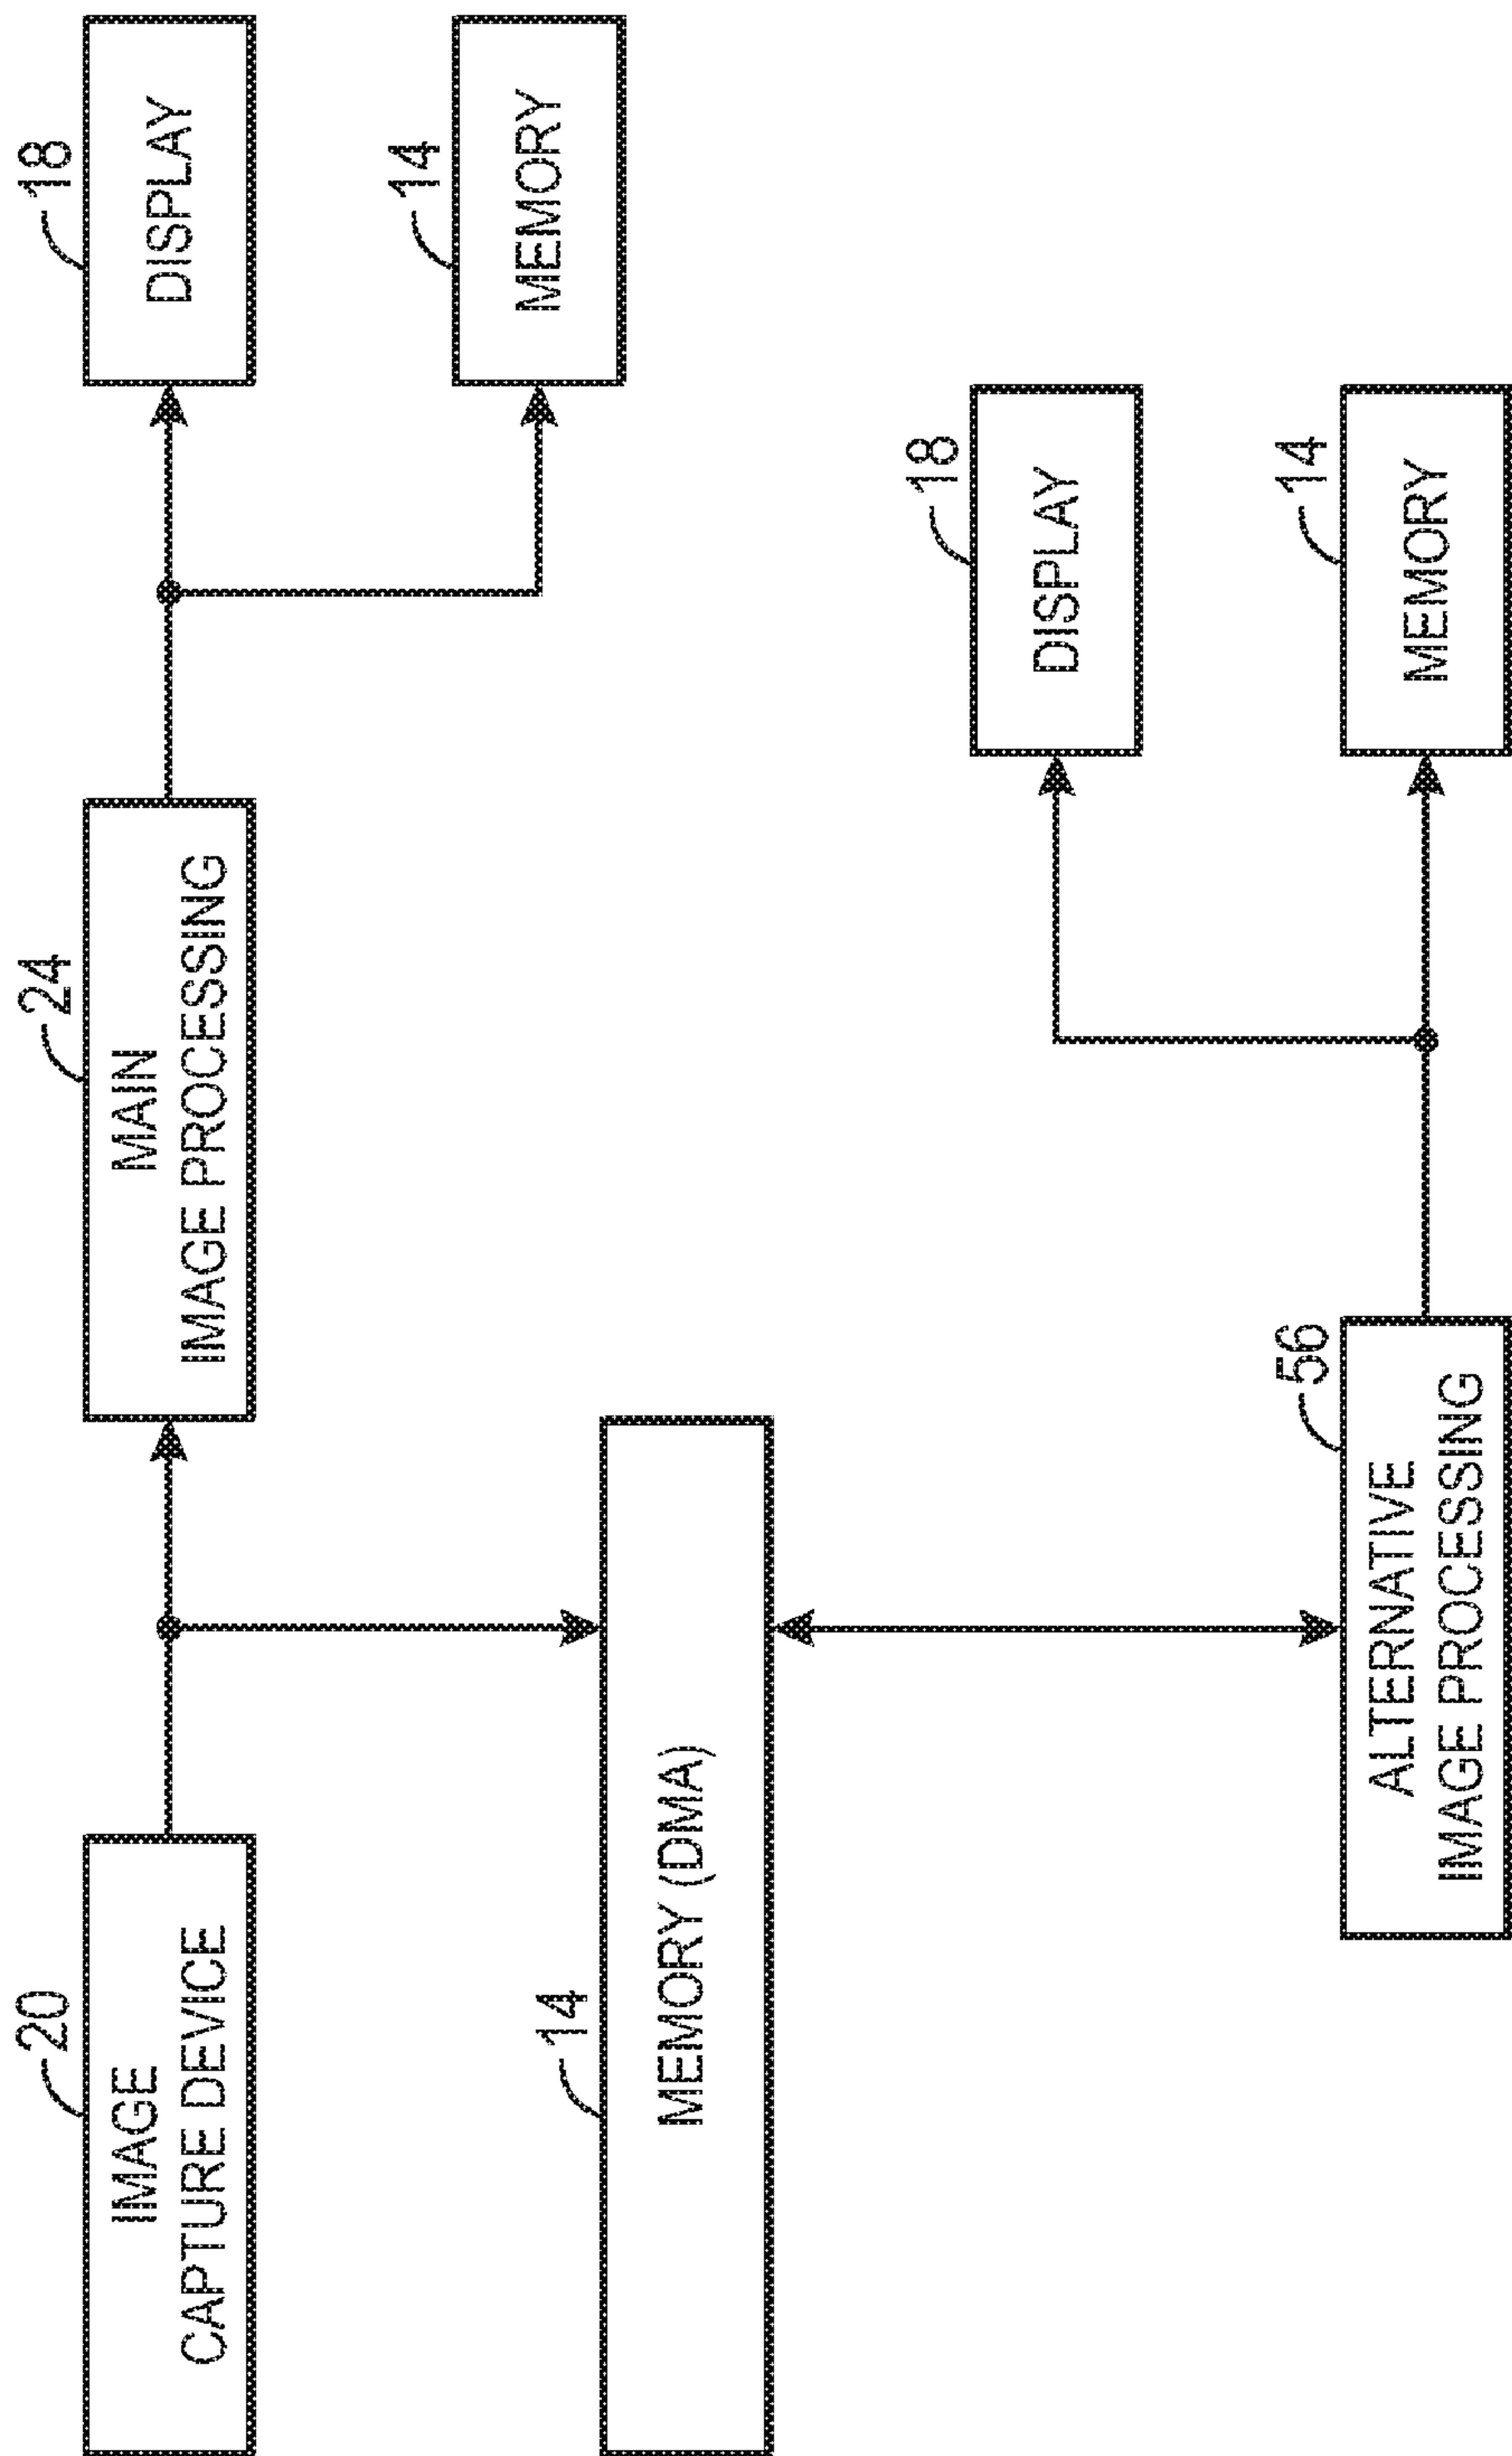 20
IMAGE
CAPTURE DEVICE
24
MAIN
IMAGE PROCESSING
18
DISPLAY
14
MEMORY
14
MEMORY (DMA)
18
DISPLAY
56
ALTERNATIVE
IMAGE PROCESSING
14
MEMORY